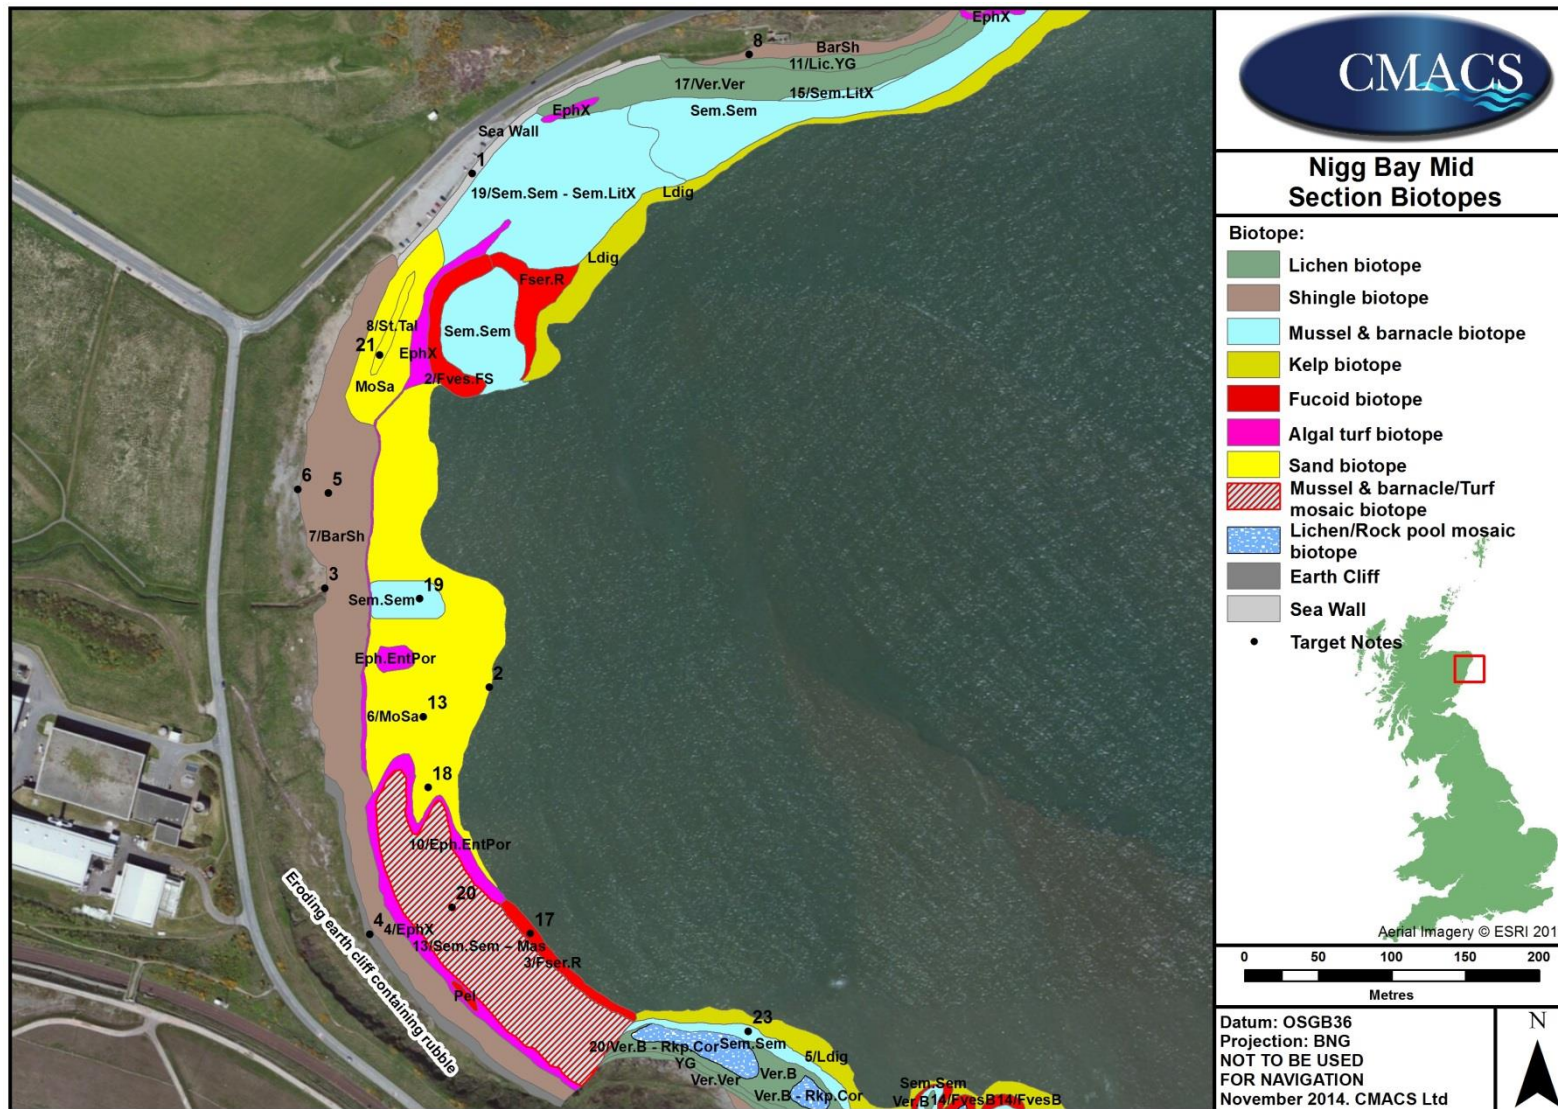 EphX
8
BarSh
11/Lic.YG
17/Ver.Ver
15/Sem.LitX
EphX
Sem.Sem
Sea Wall
1
19/Sem.Sem - Sem.LitX
Ldig
Ldig
Fser.R
8/St.Tal
Sem.Sem
21
EphX
2/Fves.FS
MoSa
6
5
7/BarSh
3
19
Sem.Sem
Eph.EntPor
2
13
6/MoSa
18
10/Eph.EntPor
20
4
4/EphX
17
13/Sem.Sem – Mas
3/Fser.R
Eroding earth cliff containing rubble
Pel
23
20/Ver.B - Rkp.Cor
Sem.Sem
5/Ldig
YG
Ver.B
Ver.Ver
Ver.B - Rkp.Cor
Sem.Sem
Ver.B
14/FvesB
14/FvesB
CMACS
Nigg Bay Mid
Section Biotopes
Biotope:
Lichen biotope
Shingle biotope
Mussel & barnacle biotope
Kelp biotope
Fucoid biotope
Algal turf biotope
Sand biotope
Mussel & barnacle/Turf
mosaic biotope
Lichen/Rock pool mosaic
biotope
Earth Cliff
Sea Wall
Target Notes
Aerial Imagery © ESRI 201
0 50 100 150 200
Metres
Datum: OSGB36
Projection: BNG
NOT TO BE USED
FOR NAVIGATION
November 2014. CMACS Ltd
N